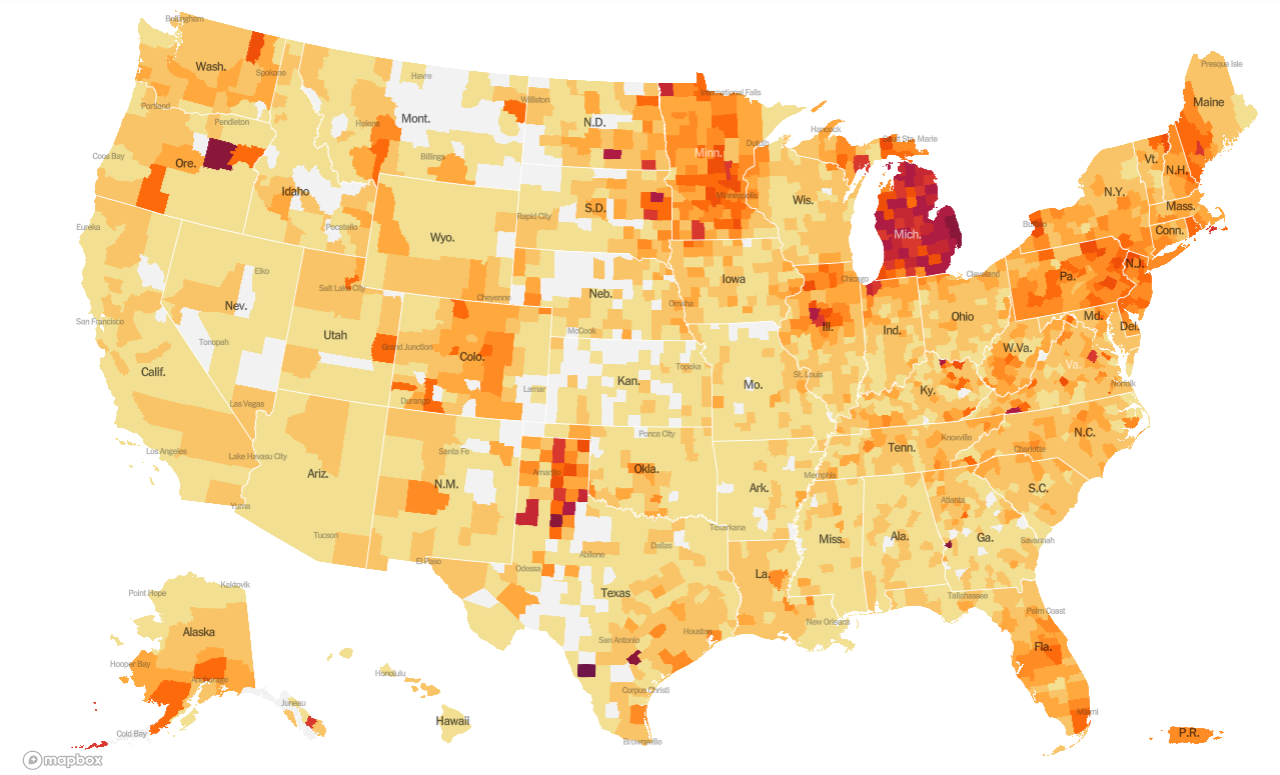 Bellingham
Wash.
Spokane
Havre
Williston
International Falls
Presque Isle
Portland
Pendleton
Helena
Mont.
N.D.
Hancock
Sault Ste. Marie
Maine
Coos Bay
Ore.
Billings
Minn.
Duluth
Vt.
N.H.
Idaho
Rapid City
S.D.
Minneapolis
Wis.
N.Y.
Mass.
Eureka
Pocatello
Wyo.
Mich.
Buffalo
Conn.
Elko
Salt Lake City
Cheyenne
Neb.
Iowa
Chicago
Cleveland
Pa.
N.J.
Nev.
Omaha
San Francisco
Tonopah
Utah
Grand Junction
Colo.
McCook
Ill.
Ind.
Ohio
Md.
Del.
Calif.
Kan.
Topeka
Mo.
St. Louis
W.Va.
Va.
Las Vegas
Durango
Lamar
Ky.
Norfolk
Los Angeles
Lake Havasu City
Ariz.
Santa Fe
N.M.
Amarillo
Ponca City
Okla.
Ark.
Memphis
Tenn.
Knoxville
Charlotte
N.C.
S.C.
Yuma
Tucson
El Paso
Odessa
Abilene
Dallas
Texarkana
Miss.
Ala.
Atlanta
Ga.
Savannah
Point Hope
Kaktovik
Alaska
Texas
La.
New Orleans
Tallahassee
Palm Coast
Hooper Bay
Anchorage
Honolulu
San Antonio
Houston
Fla.
Juneau
Cold Bay
Hawaii
Corpus Christi
Brownsville
Miami
P.R.
mapbox